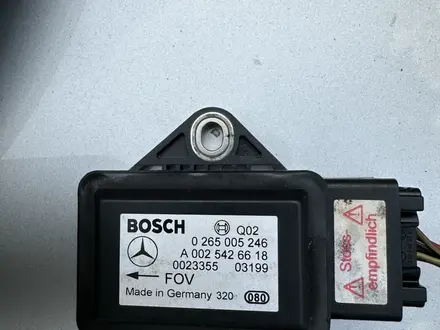 BOSCH Q02
0 265 005 246
A 002 542 66 18
0023355 03199
FOV
Made in Germany 320 080
Stoss-
empfindlich